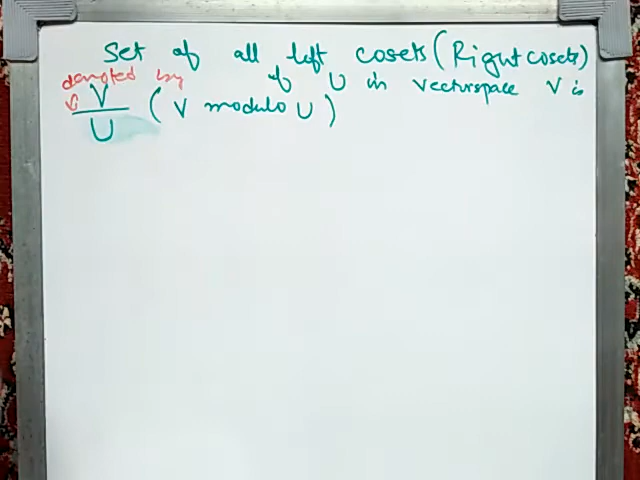 Set of all left cosets (Right cosets)
of U in vectorspace V is
denoted by
V
U
(V modulo U)